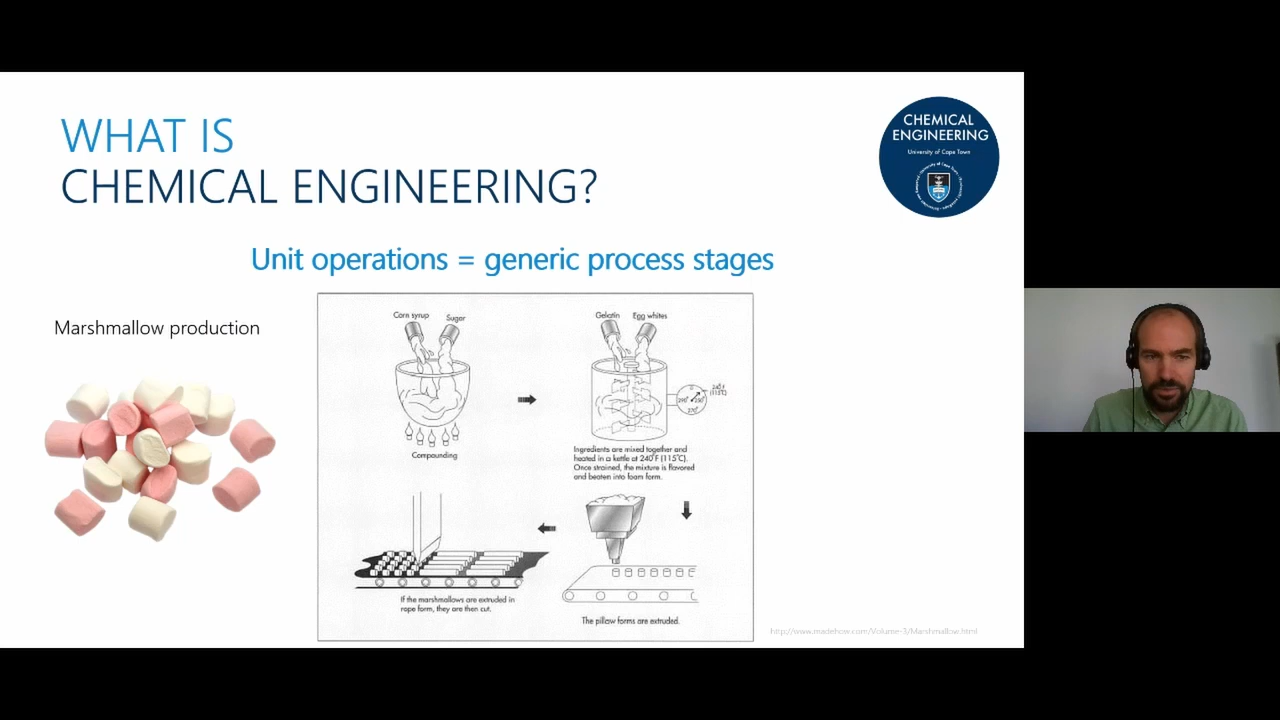 WHAT IS
CHEMICAL ENGINEERING?
CHEMICAL
ENGINEERING
University of Cape Town
Unit operations = generic process stages
Marshmallow production
Corn syrup
Sugar
Compounding
Gelatin
Egg whites
Ingredients are mixed together and
heated in a kettle at 240°F (115°C).
Once strained, the mixture is flavored
and beaten into foam form.
If the marshmallows are extruded in
rope form, they are then cut.
The pillow forms are extruded.
http://www.madehow.com/Volume-3/Marshmallow.html